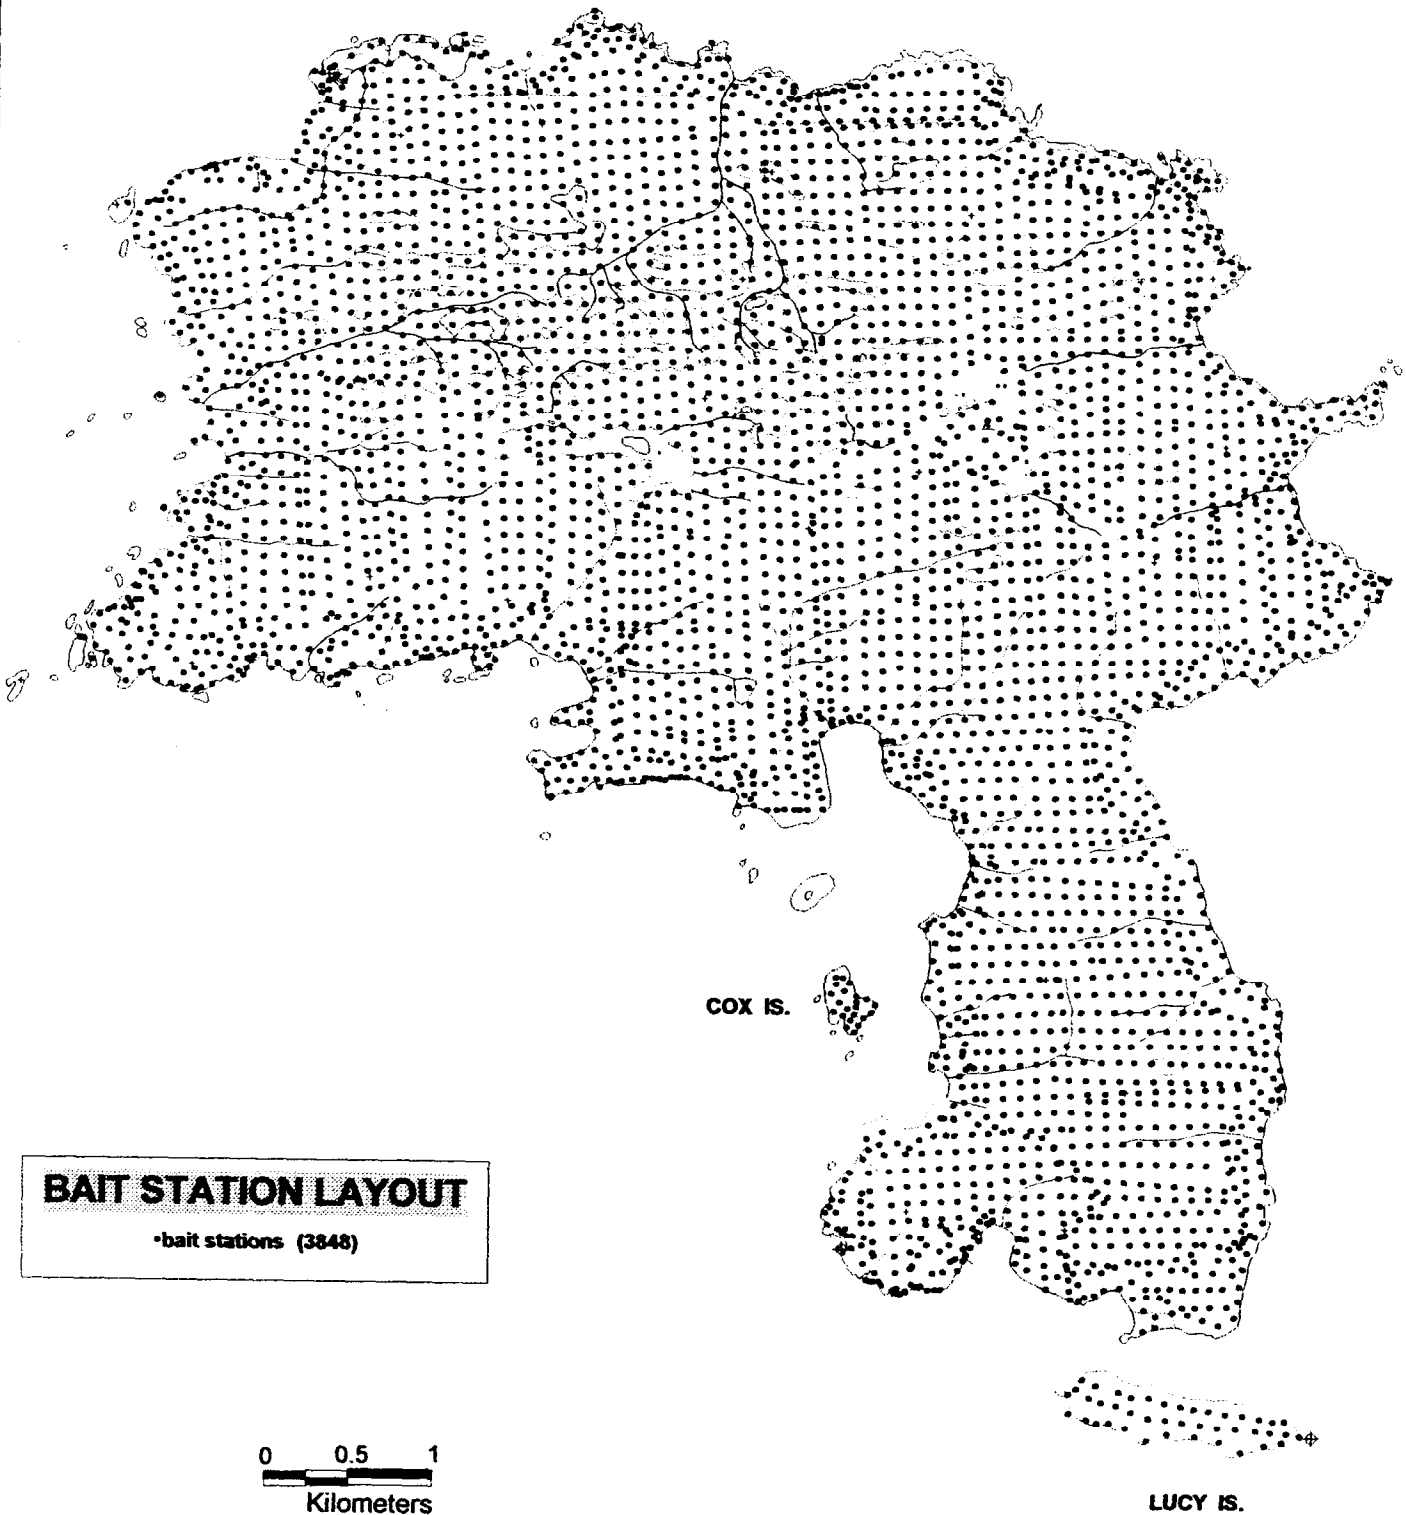 COX IS.
BAIT STATION LAYOUT
•bait stations (3848)
0 0.5 1
Kilometers
LUCY IS.